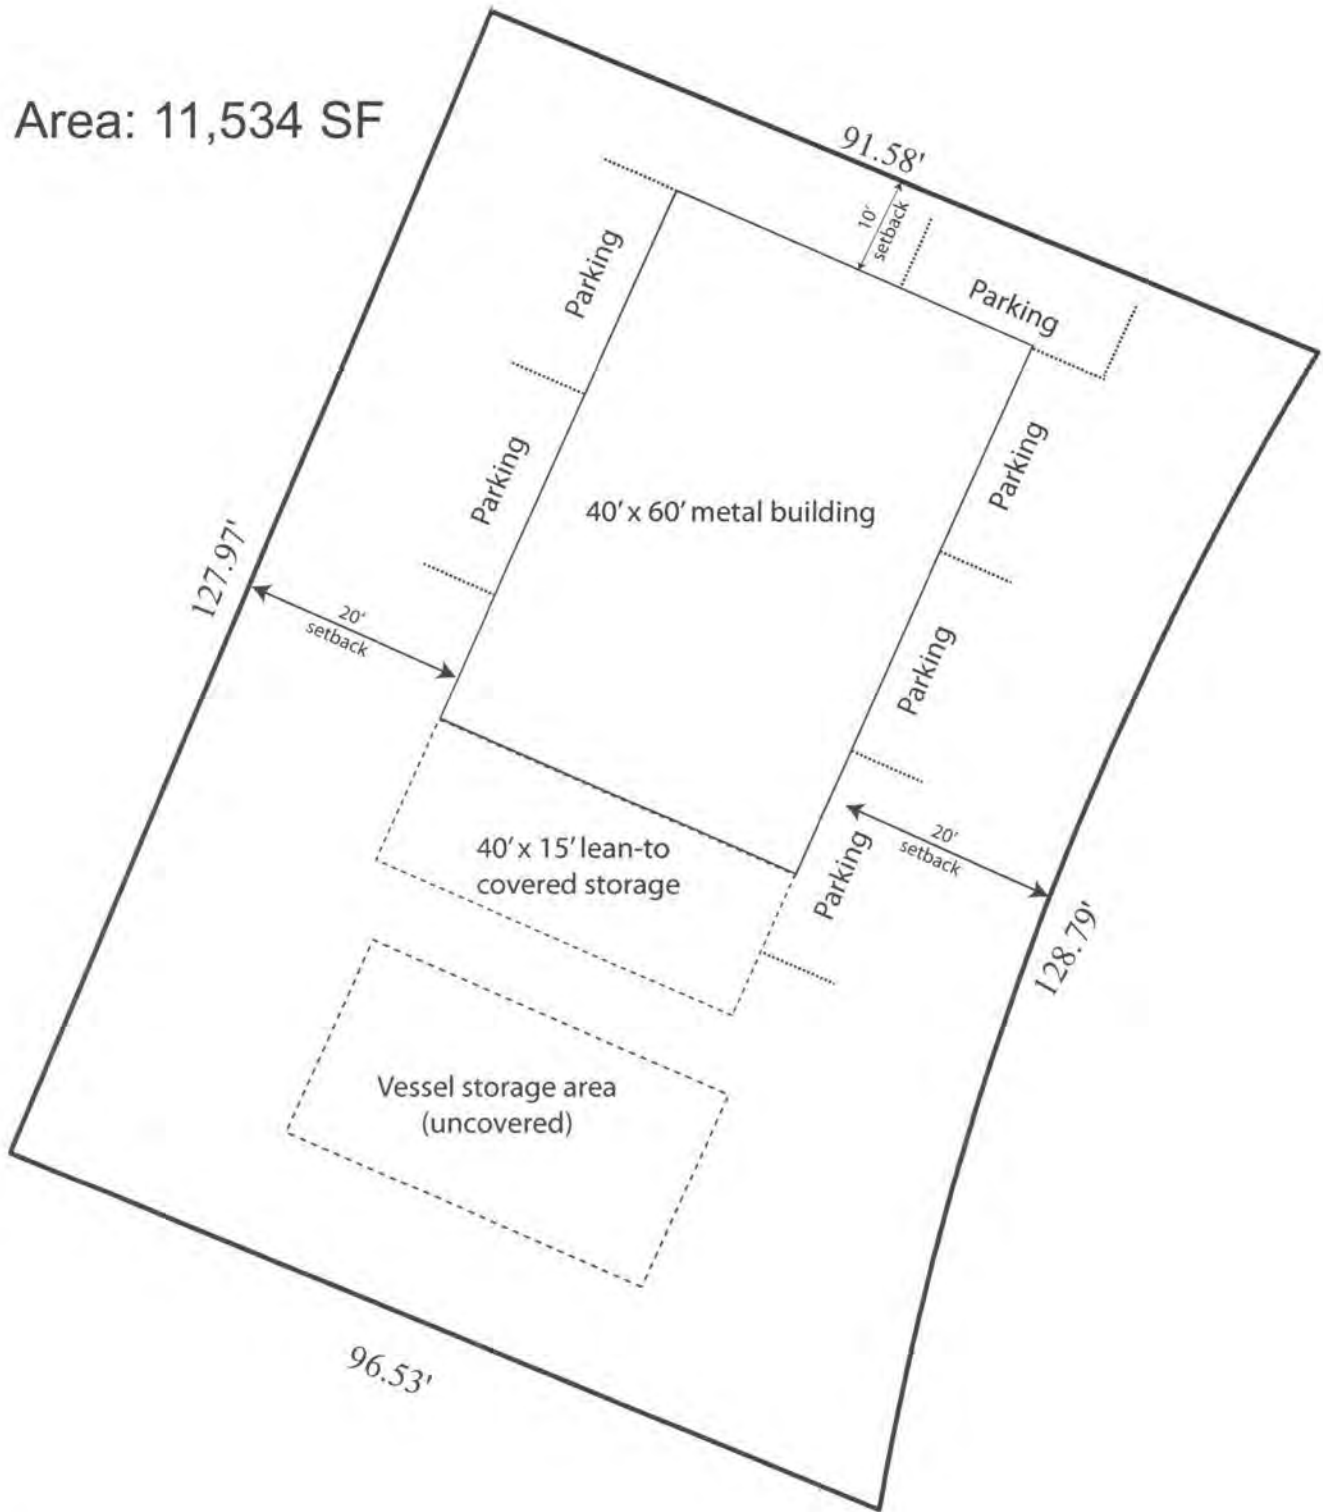 Area: 11,534 SF
91.58'
10'
setback
Parking
Parking
Parking
Parking
40' x 60' metal building
127.97'
20'
setback
Parking
20'
setback
40' x 15' lean-to
covered storage
Parking
128.79'
Vessel storage area
(uncovered)
96.53'